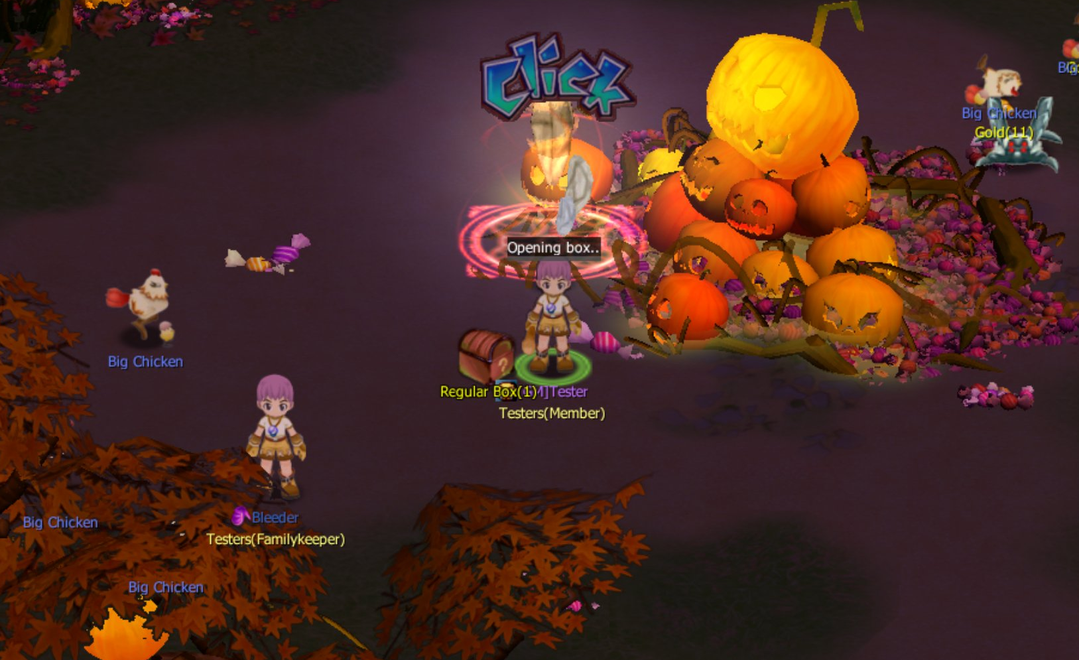 Click
Big
Big Chicken
Gold(11)
Opening box..
Big Chicken
Regular Box(1)
]Tester
Testers(Member)
Big Chicken
Bleeder
Testers(Familykeeper)
Big Chicken